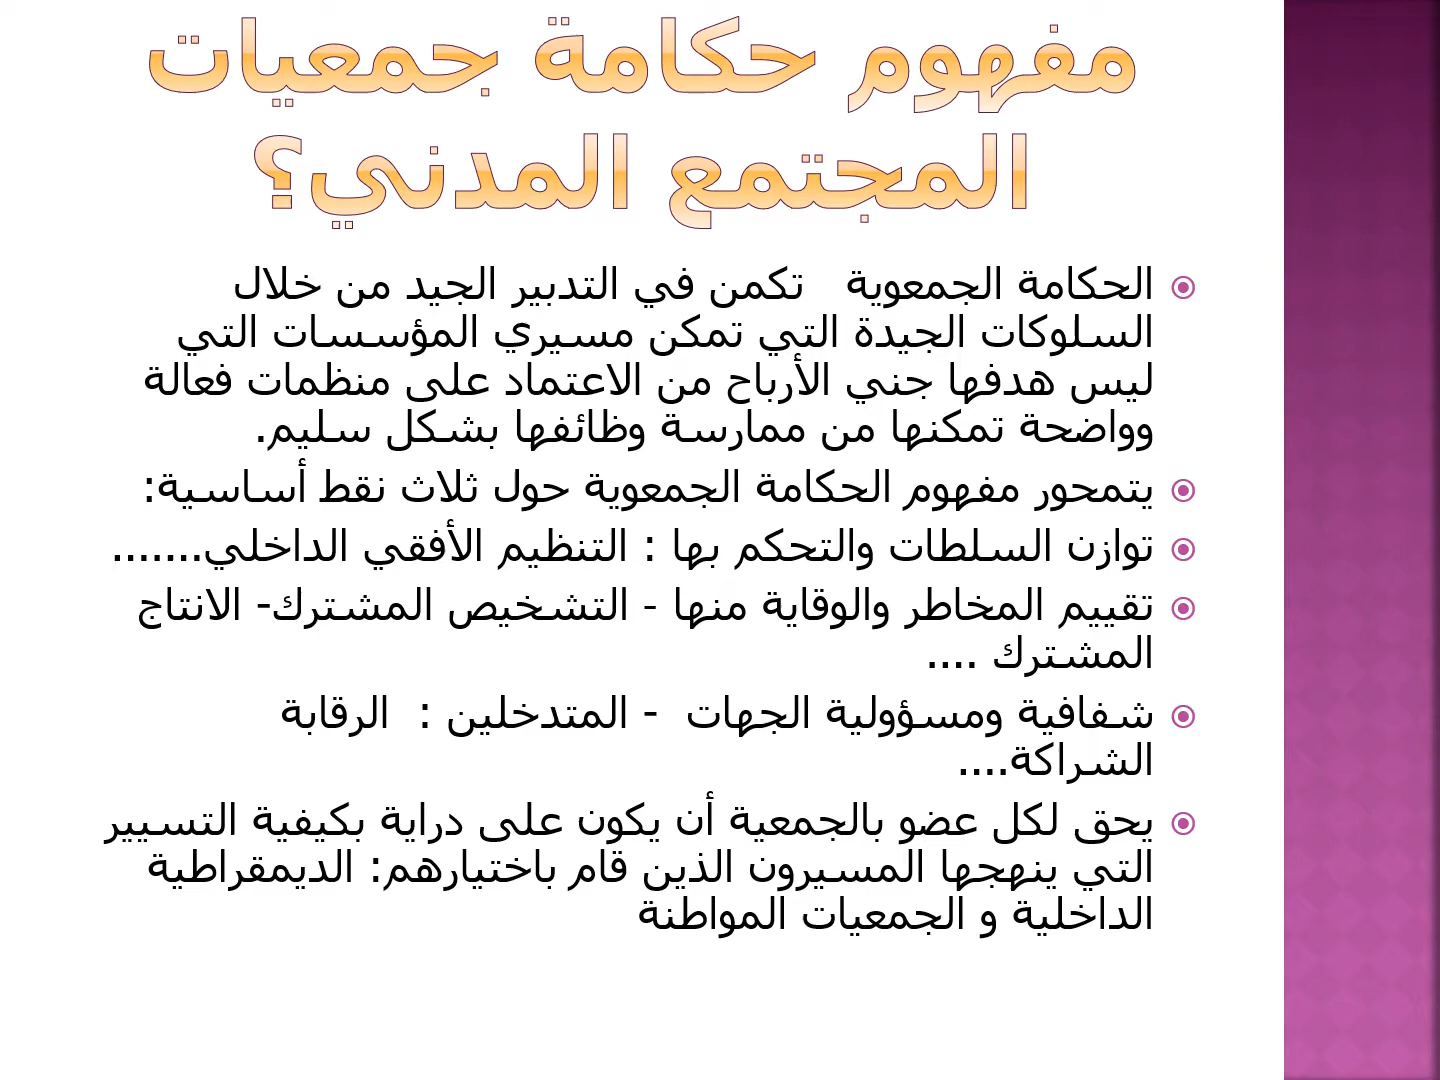 مفهوم حكامة جمعيات
المجتمع المدني؟
الحكامة الجمعوية تكمن في التدبير الجيد من خلال
السلوكات الجيدة التي تمكن مسيري المؤسسات التي
ليس هدفها جني الأرباح من الاعتماد على منظمات فعالة
وواضحة تمكنها من ممارسة وظائفها بشكل سليم.
يتمحور مفهوم الحكامة الجمعوية حول ثلاث نقط أساسية:
توازن السلطات والتحكم بها : التنظيم الأفقي الداخلي.......
تقييم المخاطر والوقاية منها - التشخيص المشترك- الانتاج
المشترك ....
شفافية ومسؤولية الجهات - المتدخلين : الرقابة
الشراكة....
يحق لكل عضو بالجمعية أن يكون على دراية بكيفية التسيير
التي ينهجها المسيرون الذين قام باختيارهم: الديمقراطية
الداخلية و الجمعيات المواطنة